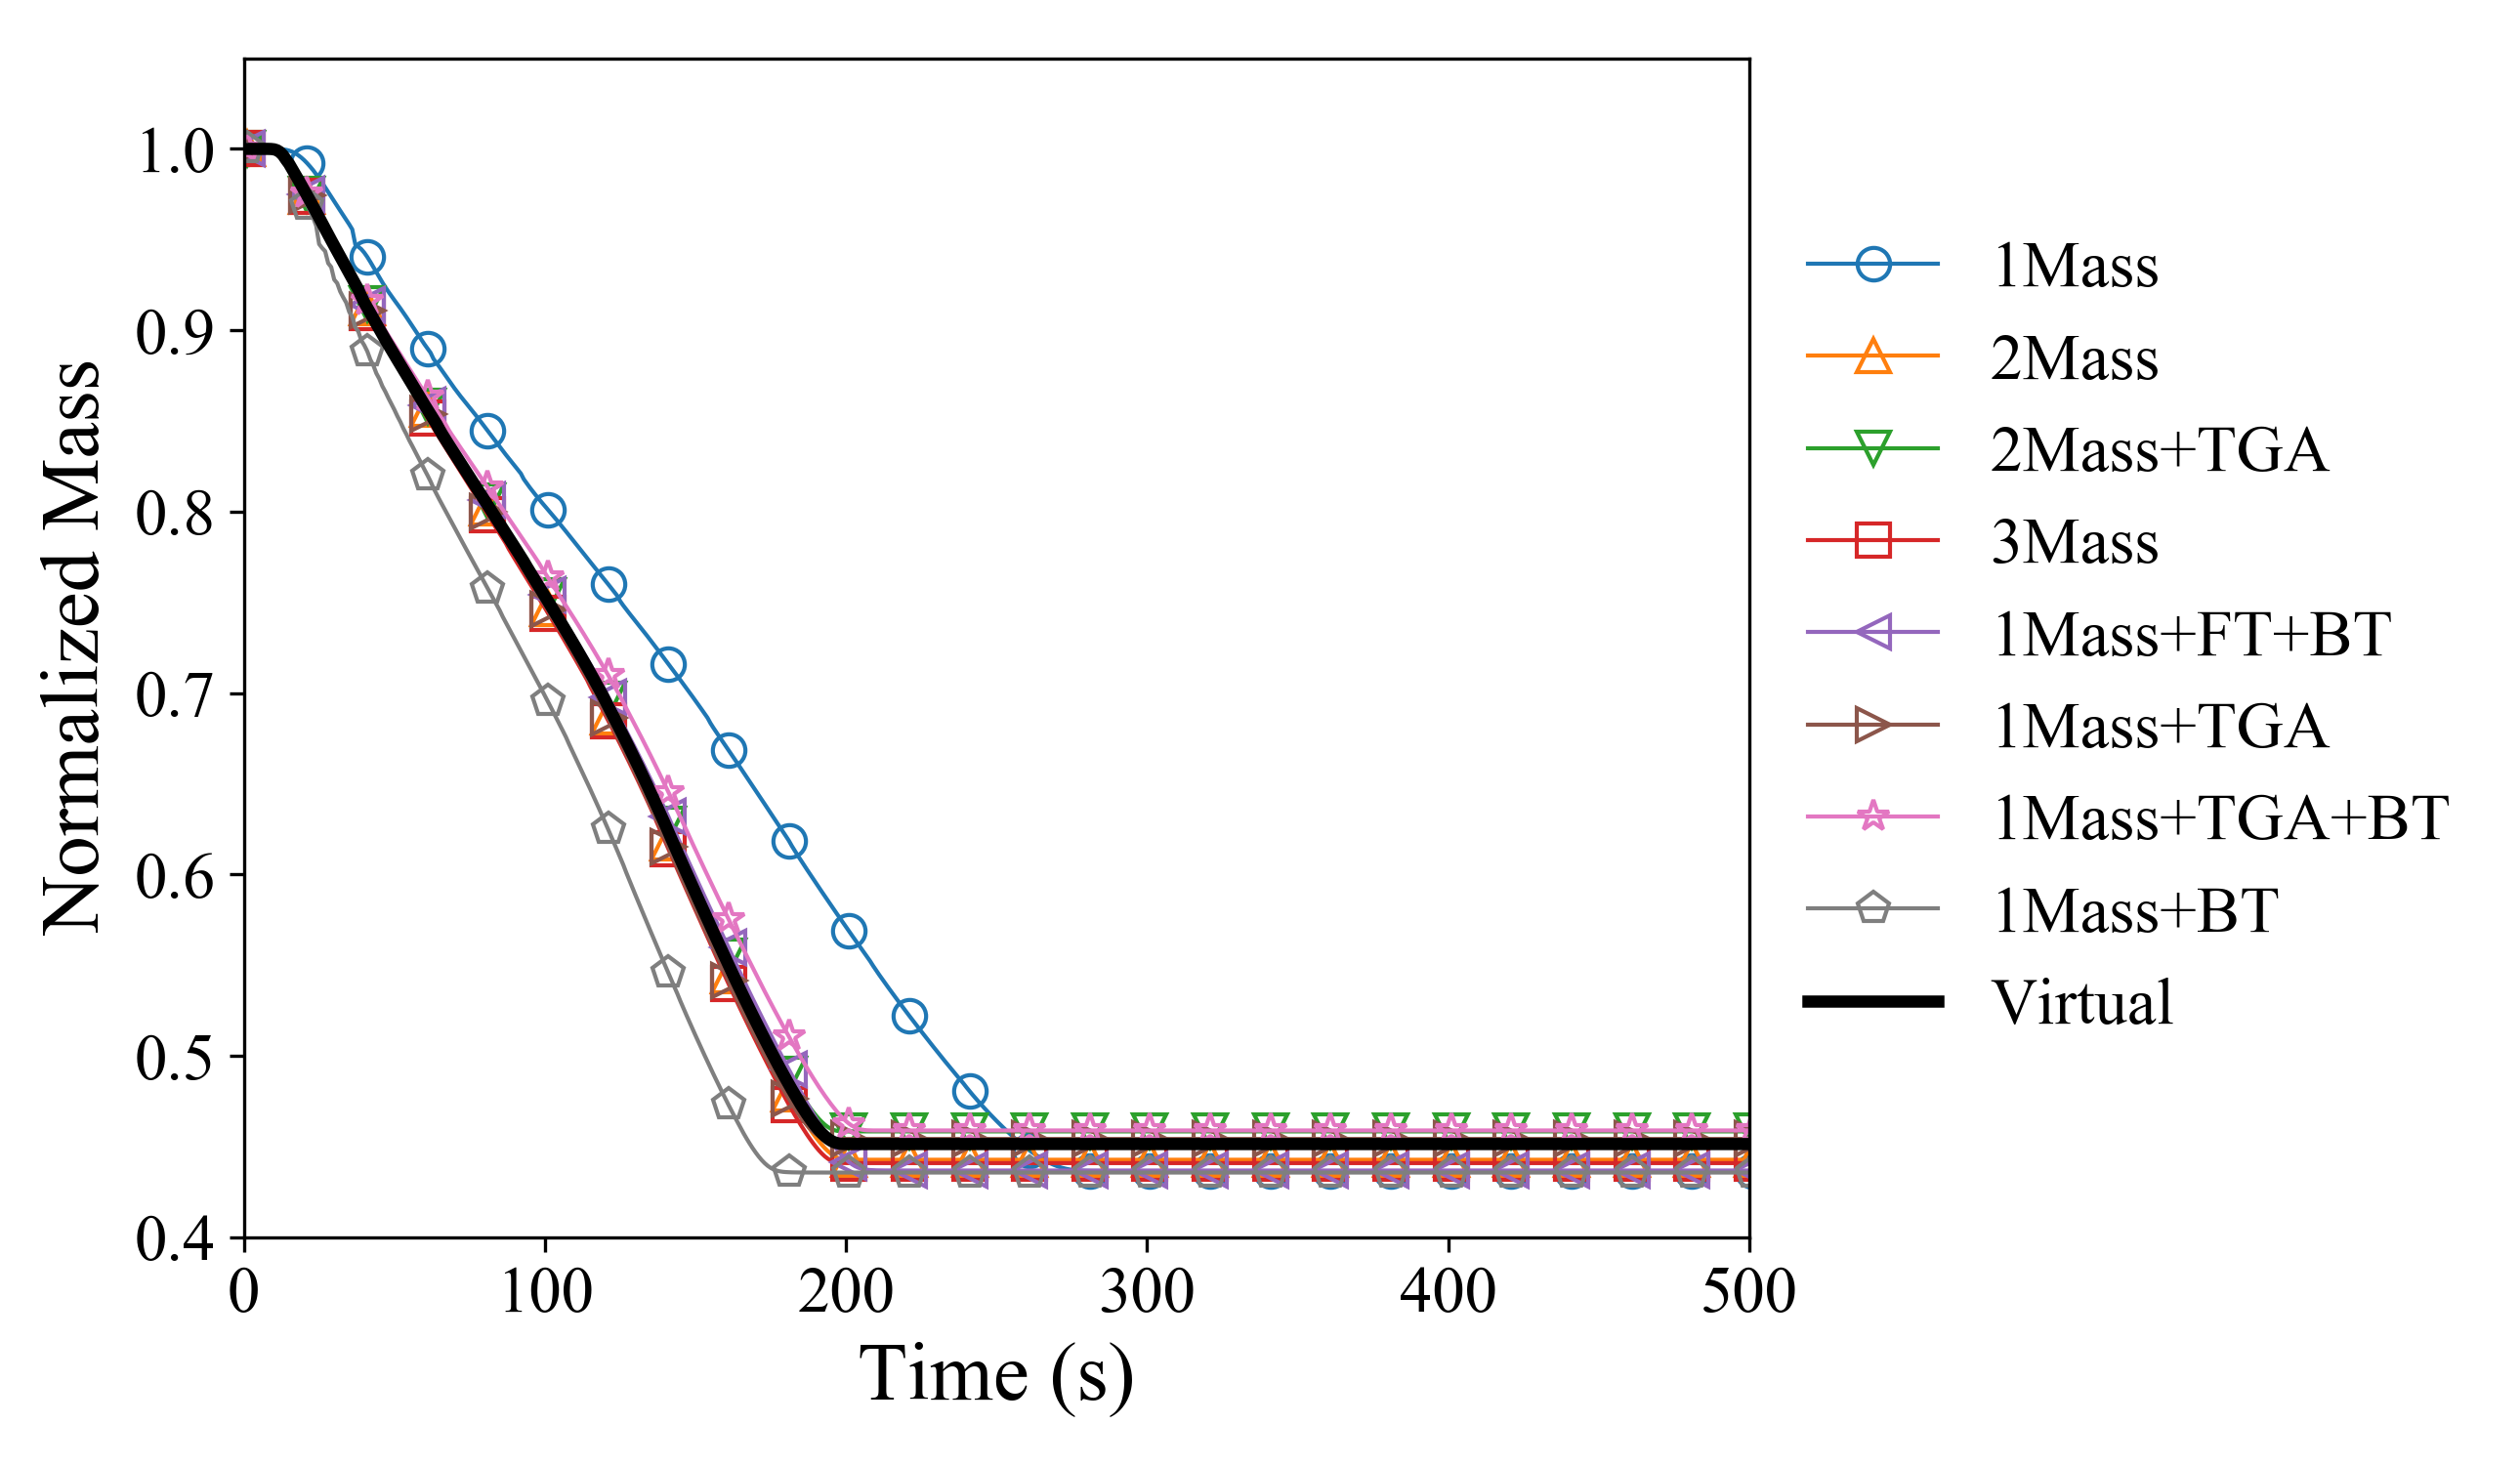 Normalized Mass
1.0
0.9
0.8
0.7
0.6
0.5
0.4
0 100 200 300 400 500
Time (s)
1Mass
2Mass
2Mass+TGA
3Mass
1Mass+FT+BT
1Mass+TGA
1Mass+TGA+BT
1Mass+BT
Virtual